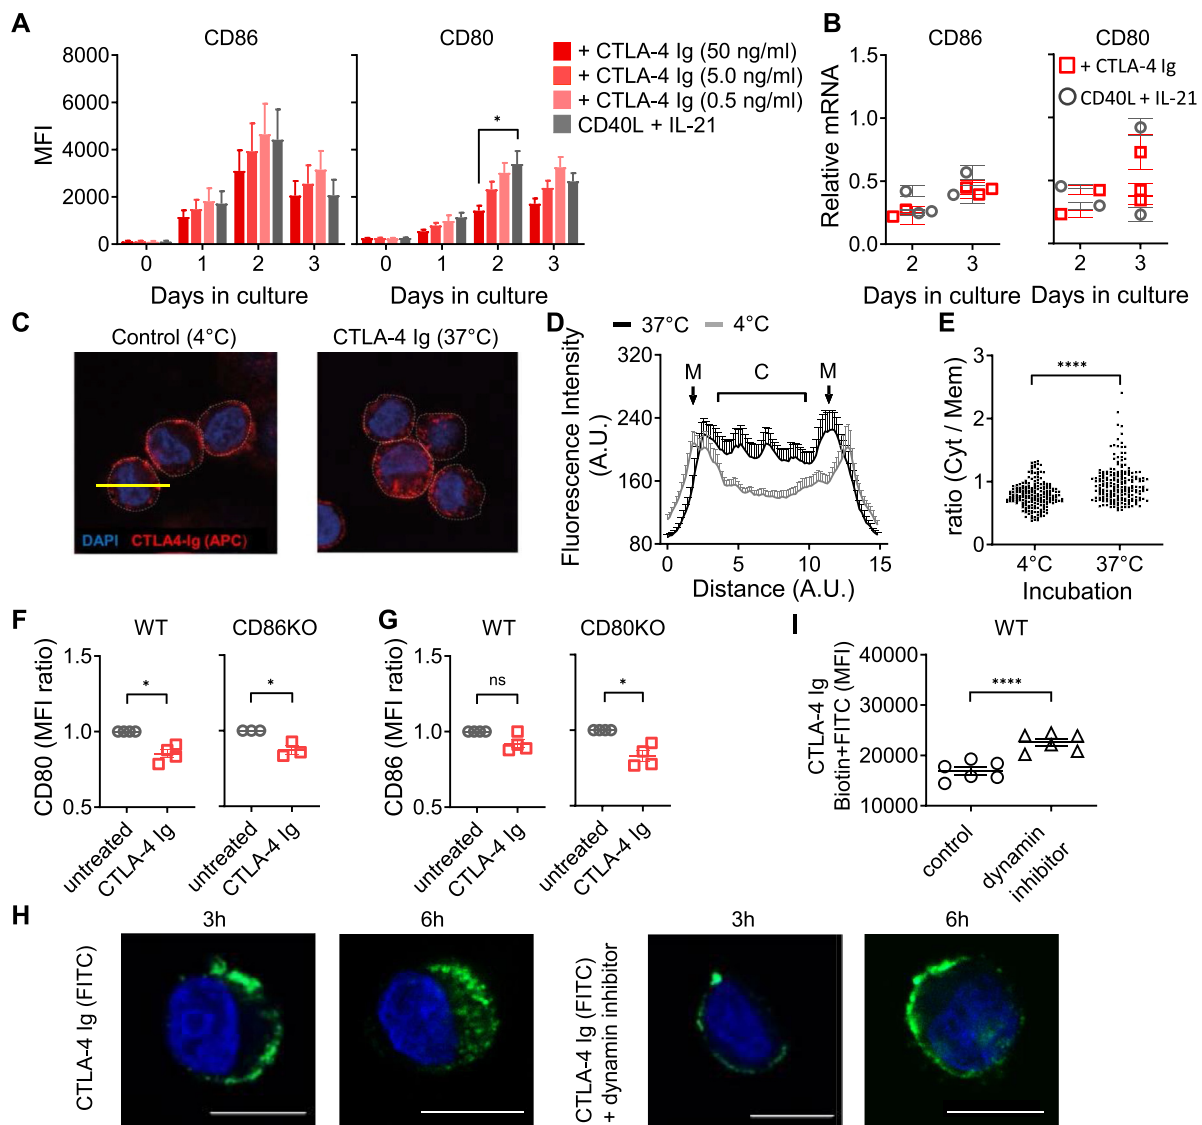 A
CD86
CD80
MFI
8000
6000
4000
2000
0
0 1 2 3
0 1 2 3
Days in culture
Days in culture
*
+ CTLA-4 Ig (50 ng/ml)
+ CTLA-4 Ig (5.0 ng/ml)
+ CTLA-4 Ig (0.5 ng/ml)
CD40L + IL-21
B
CD86
CD80
Relative mRNA
1.5
1.0
0.5
0.0
+ CTLA-4 Ig
CD40L + IL-21
2 3
2 3
Days in culture
Days in culture
C
Control (4°C)
CTLA-4 Ig (37°C)
DAPI CTLA4-Ig (APC)
D
37°C
4°C
Fluorescence Intensity
(A.U.)
320
240
160
80
M
C
M
0 5 10 15
Distance (A.U.)
E
ratio (Cyt / Mem)
3
2
1
0
****
4°C
37°C
Incubation
F
WT
CD86KO
CD80 (MFI ratio)
1.5
1.0
0.5
*
*
untreated
CTLA-4 Ig
untreated
CTLA-4 Ig
G
WT
CD80KO
CD86 (MFI ratio)
1.5
1.0
0.5
ns
*
untreated
CTLA-4 Ig
untreated
CTLA-4 Ig
I
WT
CTLA-4 Ig
Biotin+FITC (MFI)
40000
30000
20000
10000
****
control
dynamin
inhibitor
H
3h
6h
3h
6h
CTLA-4 Ig (FITC)
CTLA-4 Ig (FITC)
+ dynamin inhibitor